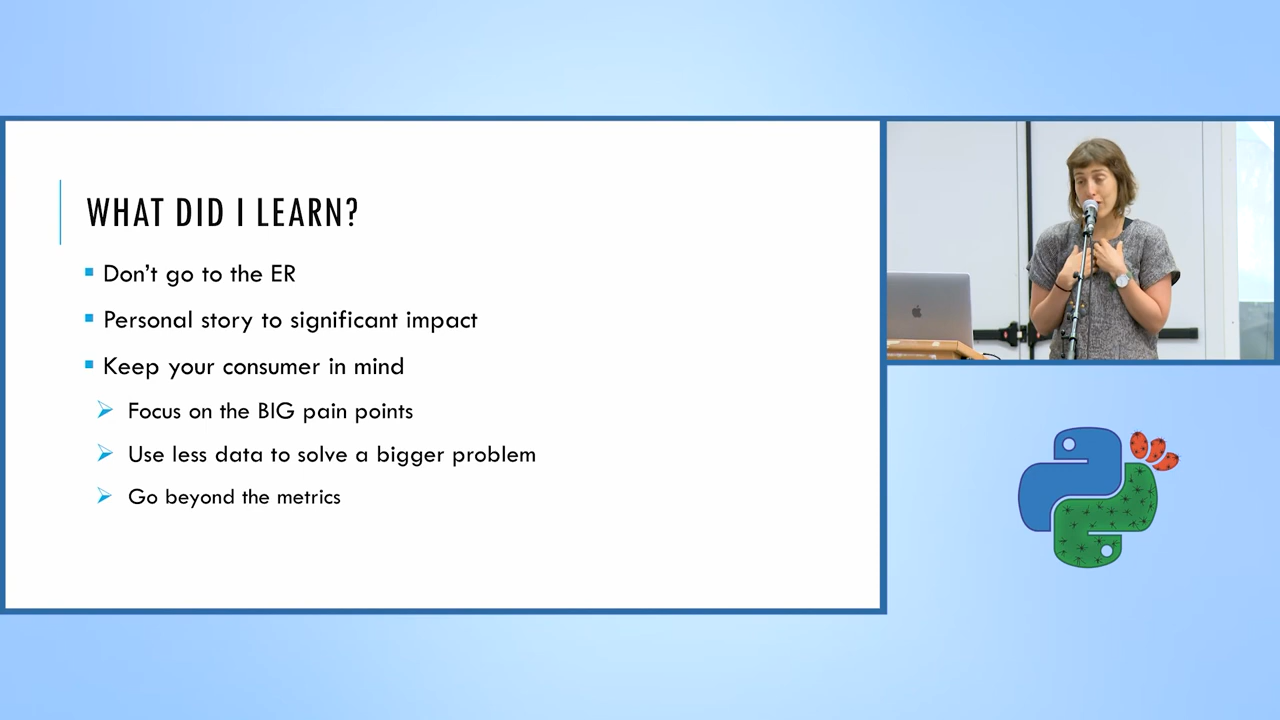 WHAT DID I LEARN?
Don't go to the ER
Personal story to significant impact
Keep your consumer in mind
Focus on the BIG pain points
Use less data to solve a bigger problem
Go beyond the metrics